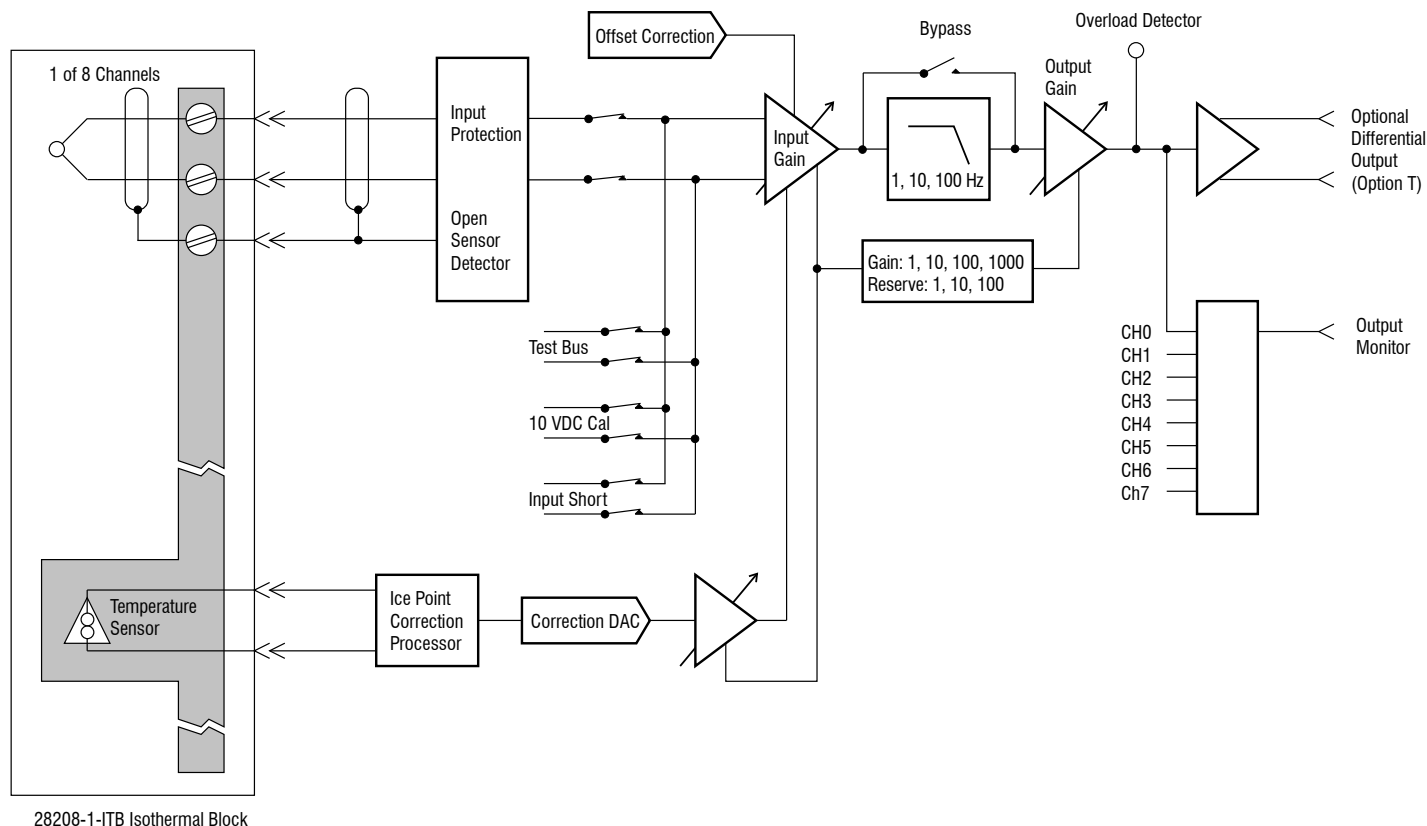 Overload Detector
Bypass
Offset Correction
1 of 8 Channels
Output
Gain
Input
Protection
Input
Gain
1, 10, 100 Hz
Optional
Differential
Output
(Option T)
Open
Sensor
Detector
Gain: 1, 10, 100, 1000
Reserve: 1, 10, 100
Test Bus
10 VDC Cal
Input Short
CH0
CH1
CH2
CH3
CH4
CH5
CH6
Ch7
Output
Monitor
Temperature
Sensor
Ice Point
Correction
Processor
Correction DAC
28208-1-ITB Isothermal Block